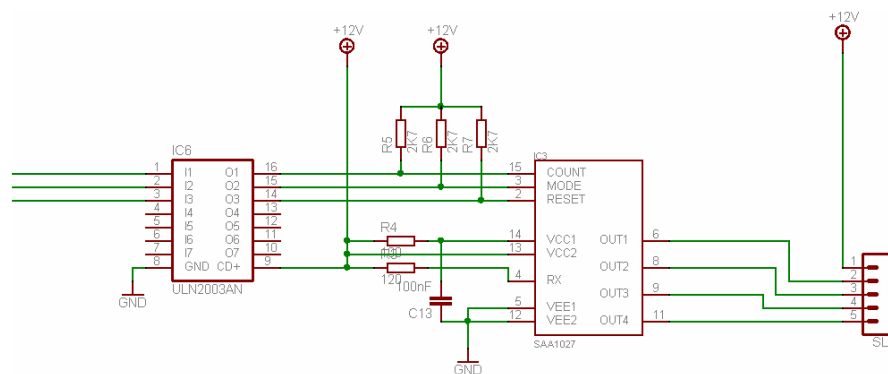 +12V
+12V
+12V
R5
2K7
R6
2K7
R7
2K7
IC6
1 I1 O1 16
2 I2 O2 15
3 I3 O3 14
4 I4 O4 13
5 I5 O5 12
6 I6 O6 11
7 I7 O7 10
8 GND CD+ 9
ULN2003AN
GND
IC3
15 COUNT
3 MODE
2 RESET
14 VCC1 OUT1 6
13 VCC2
OUT2 8
4 RX
OUT3 9
5 VEE1
12 VEE2 OUT4 11
SAA1027
R4
120
100nF
C13
GND
1
2
3
4
5
SL